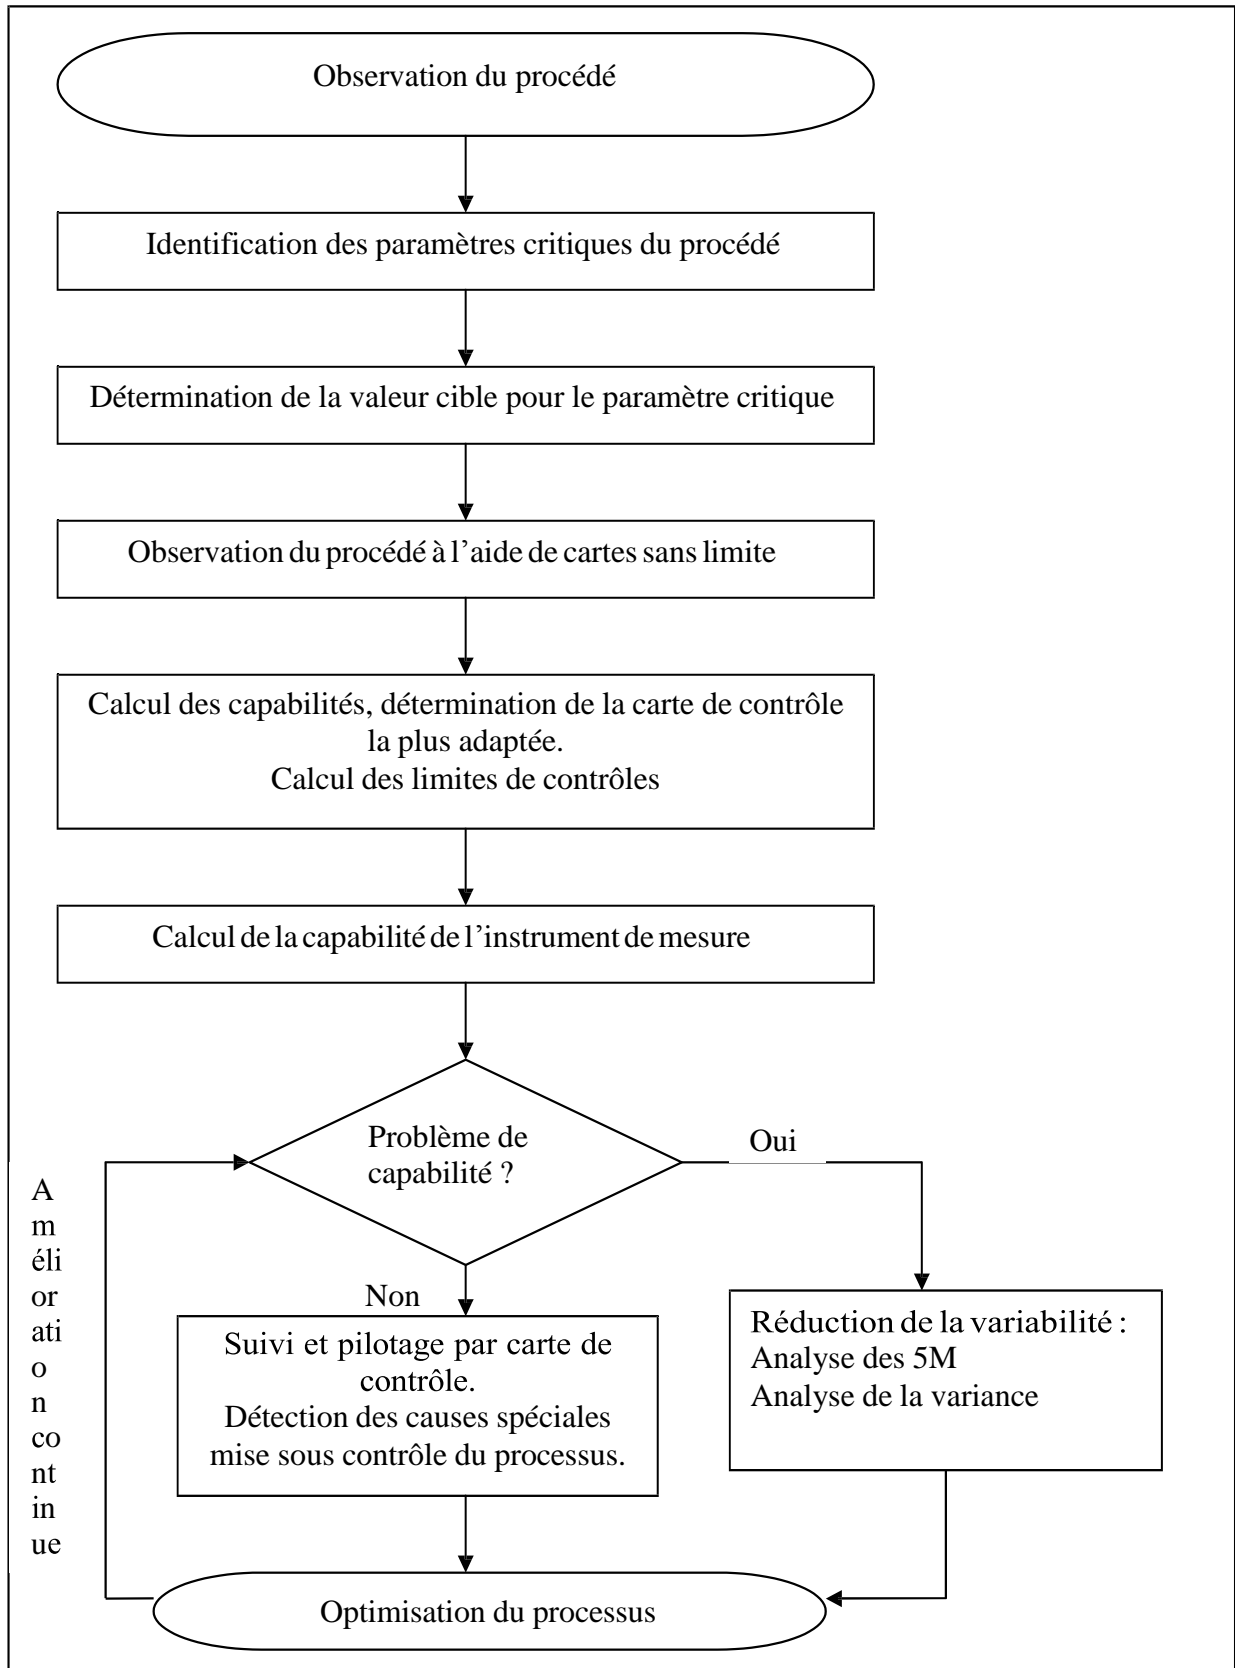 Observation du procédé
Identification des paramètres critiques du procédé
Détermination de la valeur cible pour le paramètre critique
Observation du procédé à l’aide de cartes sans limite
Calcul des capabilités, détermination de la carte de contrôle
la plus adaptée.
Calcul des limites de contrôles
Calcul de la capabilité de l’instrument de mesure
Problème de
capabilité ?
Oui
Non
A
m
éli
or
ati
o
n
co
nt
in
ue
Suivi et pilotage par carte de
contrôle.
Détection des causes spéciales
mise sous contrôle du processus.
Réduction de la variabilité :
Analyse des 5M
Analyse de la variance
Optimisation du processus